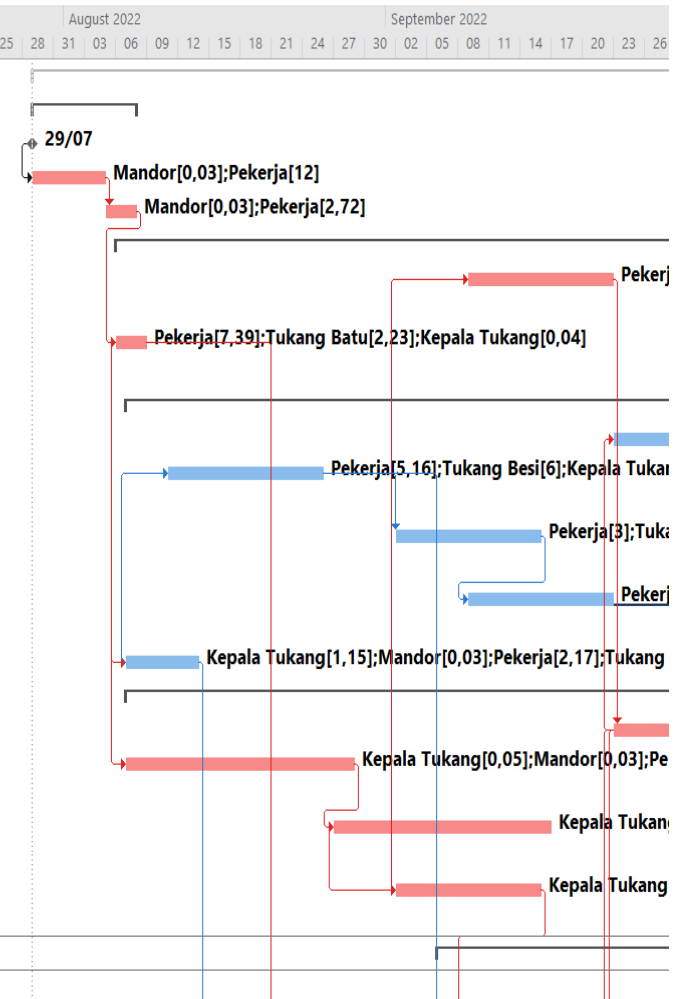 August 2022 September 2022
25 28 31 03 06 09 12 15 18 21 24 27 30 02 05 08 11 14 17 20 23 26
29/07
Mandor[0,03];Pekerja[12]
Mandor[0,03];Pekerja[2,72]
Pekerj
Pekerja[7,39];Tukang Batu[2,23];Kepala Tukang[0,04]
Pekerja[5,16];Tukang Besi[6];Kepala Tukan
Pekerja[3];Tuka
Pekerj
Kepala Tukang[1,15];Mandor[0,03];Pekerja[2,17];Tukang
Kepala Tukang[0,05];Mandor[0,03];Pe
Kepala Tukang
Kepala Tukang